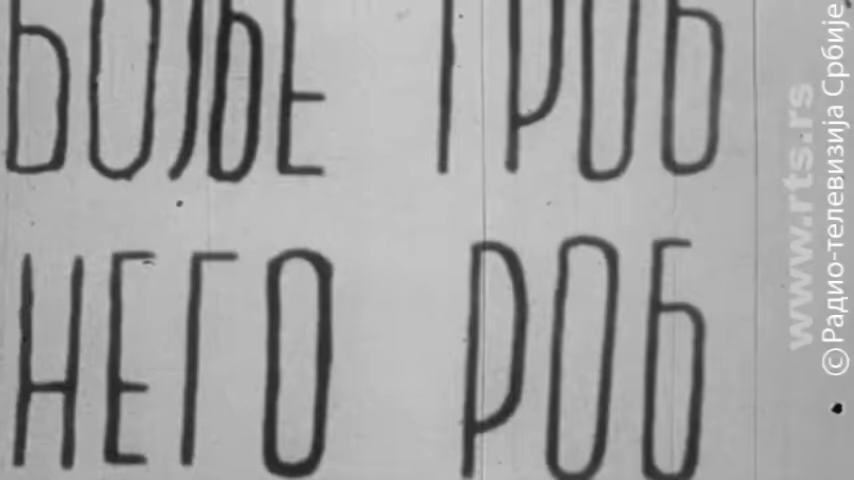 БОЉЕ ГРОБ
НЕГО РОБ
www.rts.rs
©Радио-телевизија Србије